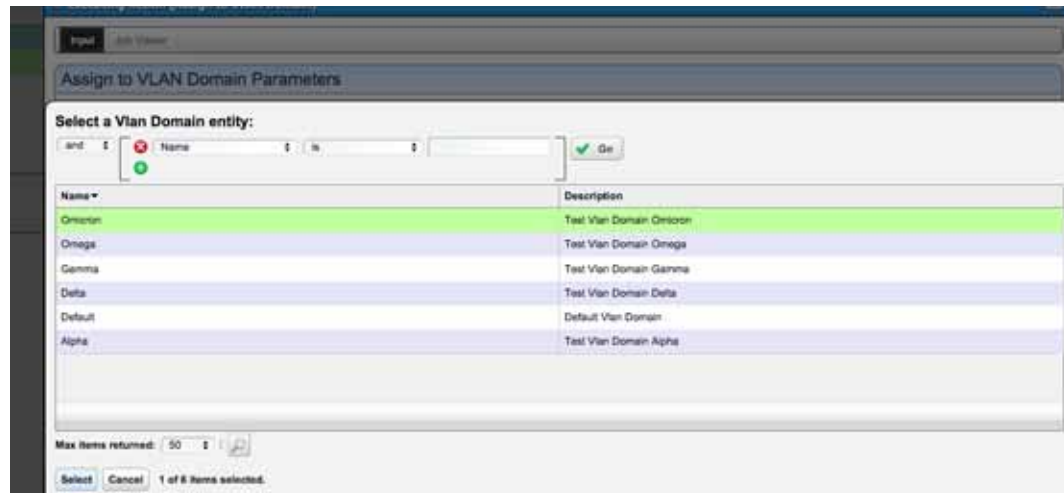 Input Job Viewer
Assign to VLAN Domain Parameters
Select a Vlan Domain entity:
and Name is Go
Name Description
Omicron Test Vlan Domain Omicron
Omega Test Vlan Domain Omega
Gamma Test Vlan Domain Gamma
Delta Test Vlan Domain Delta
Default Default Vlan Domain
Alpha Test Vlan Domain Alpha
Max items returned: 50
Select Cancel 1 of 6 items selected.